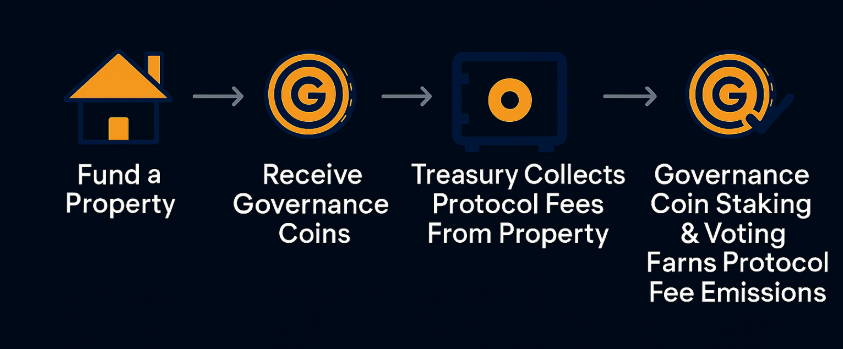 Fund a
Property
G
Receive
Governance
Coins
Treasury Collects
Protocol Fees
From Property
G
Governance
Coin Staking
& Voting
Farns Protocol
Fee Emissions